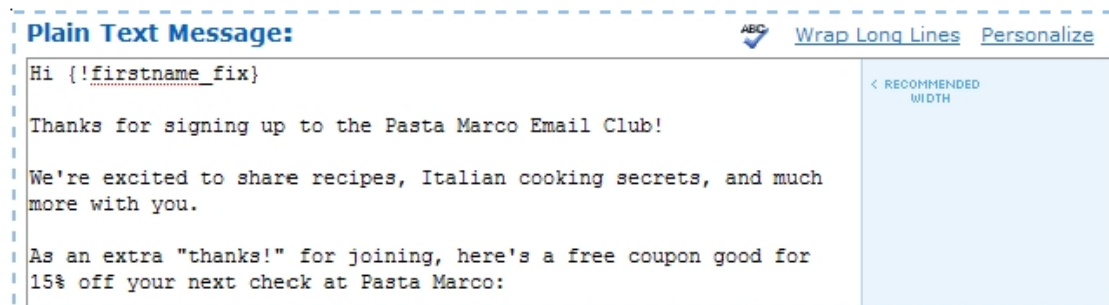 Plain Text Message:
ABC Wrap Long Lines Personalize
Hi {!firstname_fix}
< RECOMMENDED
WIDTH
Thanks for signing up to the Pasta Marco Email Club!
We're excited to share recipes, Italian cooking secrets, and much
more with you.
As an extra "thanks!" for joining, here's a free coupon good for
15% off your next check at Pasta Marco: